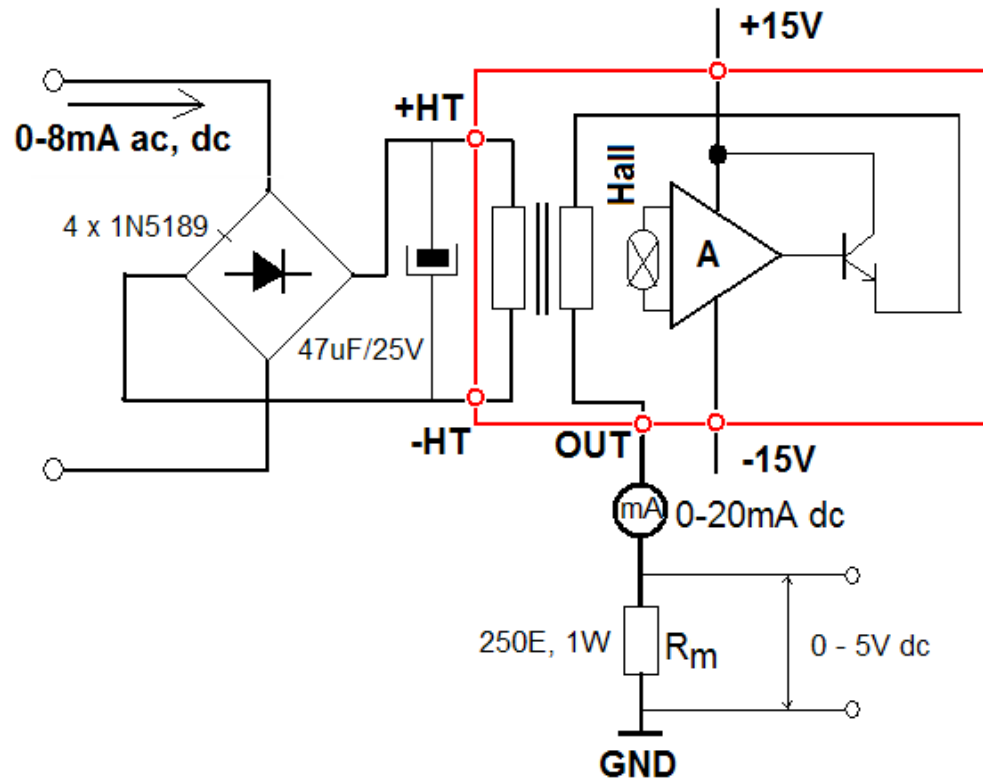 +15V
+HT
0-8mA ac, dc
Hall
4 x 1N5189
A
47uF/25V
-HT
OUT
-15V
mA
0-20mA dc
250E, 1W
Rm
0 - 5V dc
GND